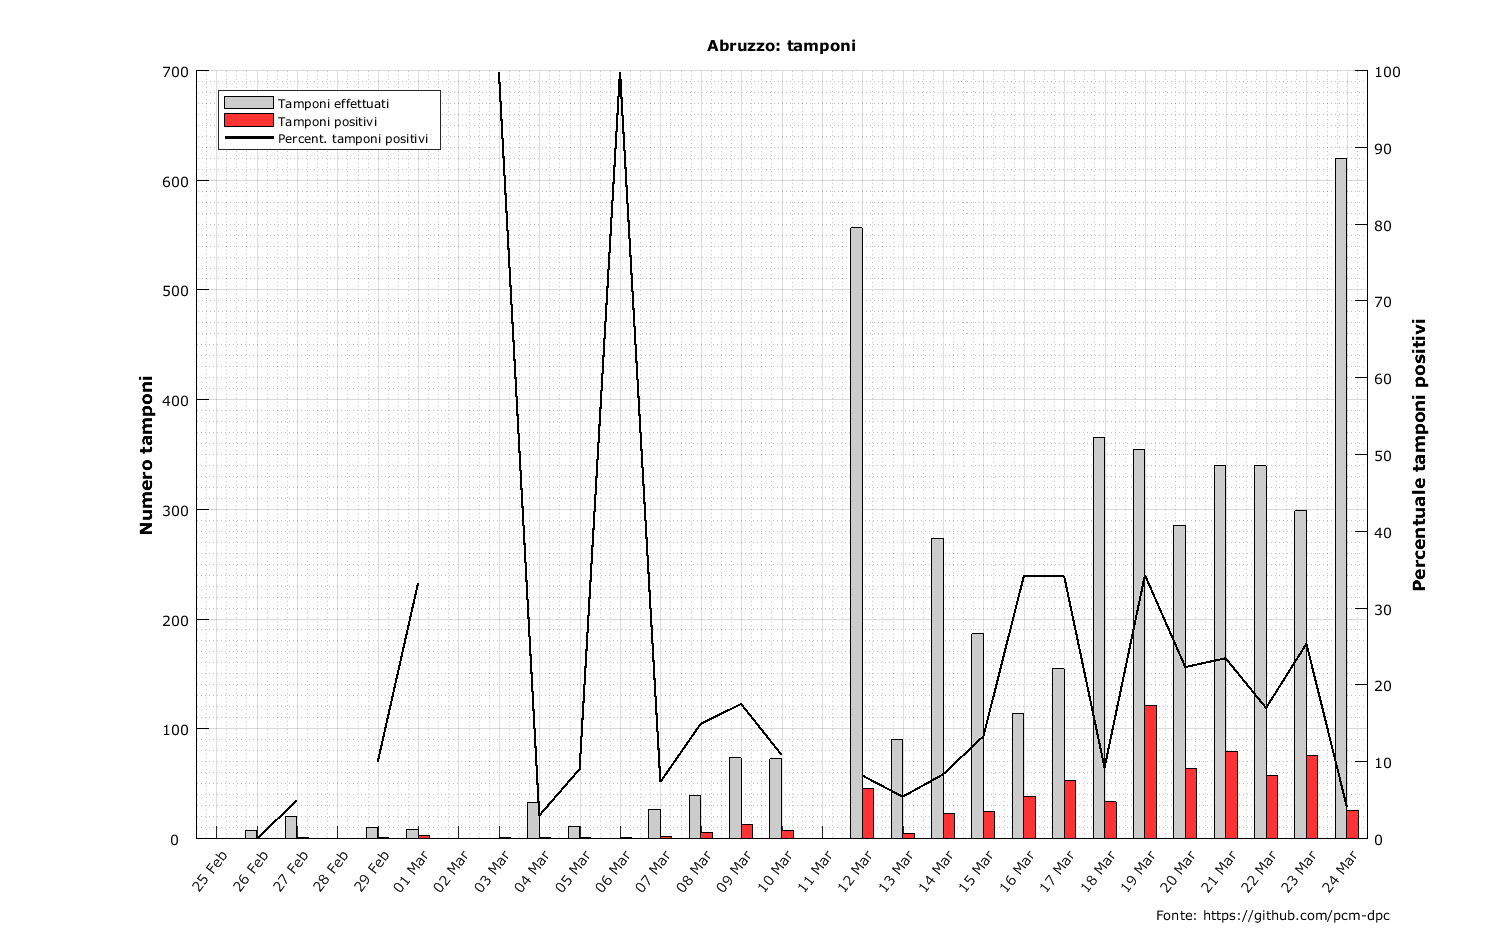 Abruzzo: tamponi
Tamponi effettuati
Tamponi positivi
Percent. tamponi positivi
Numero tamponi
700
600
500
400
300
200
100
0
Percentuale tamponi positivi
100
90
80
70
60
50
40
30
20
10
0
25 Feb
26 Feb
27 Feb
28 Feb
29 Feb
01 Mar
02 Mar
03 Mar
04 Mar
05 Mar
06 Mar
07 Mar
08 Mar
09 Mar
10 Mar
11 Mar
12 Mar
13 Mar
14 Mar
15 Mar
16 Mar
17 Mar
18 Mar
19 Mar
20 Mar
21 Mar
22 Mar
23 Mar
24 Mar
Fonte: https://github.com/pcm-dpc